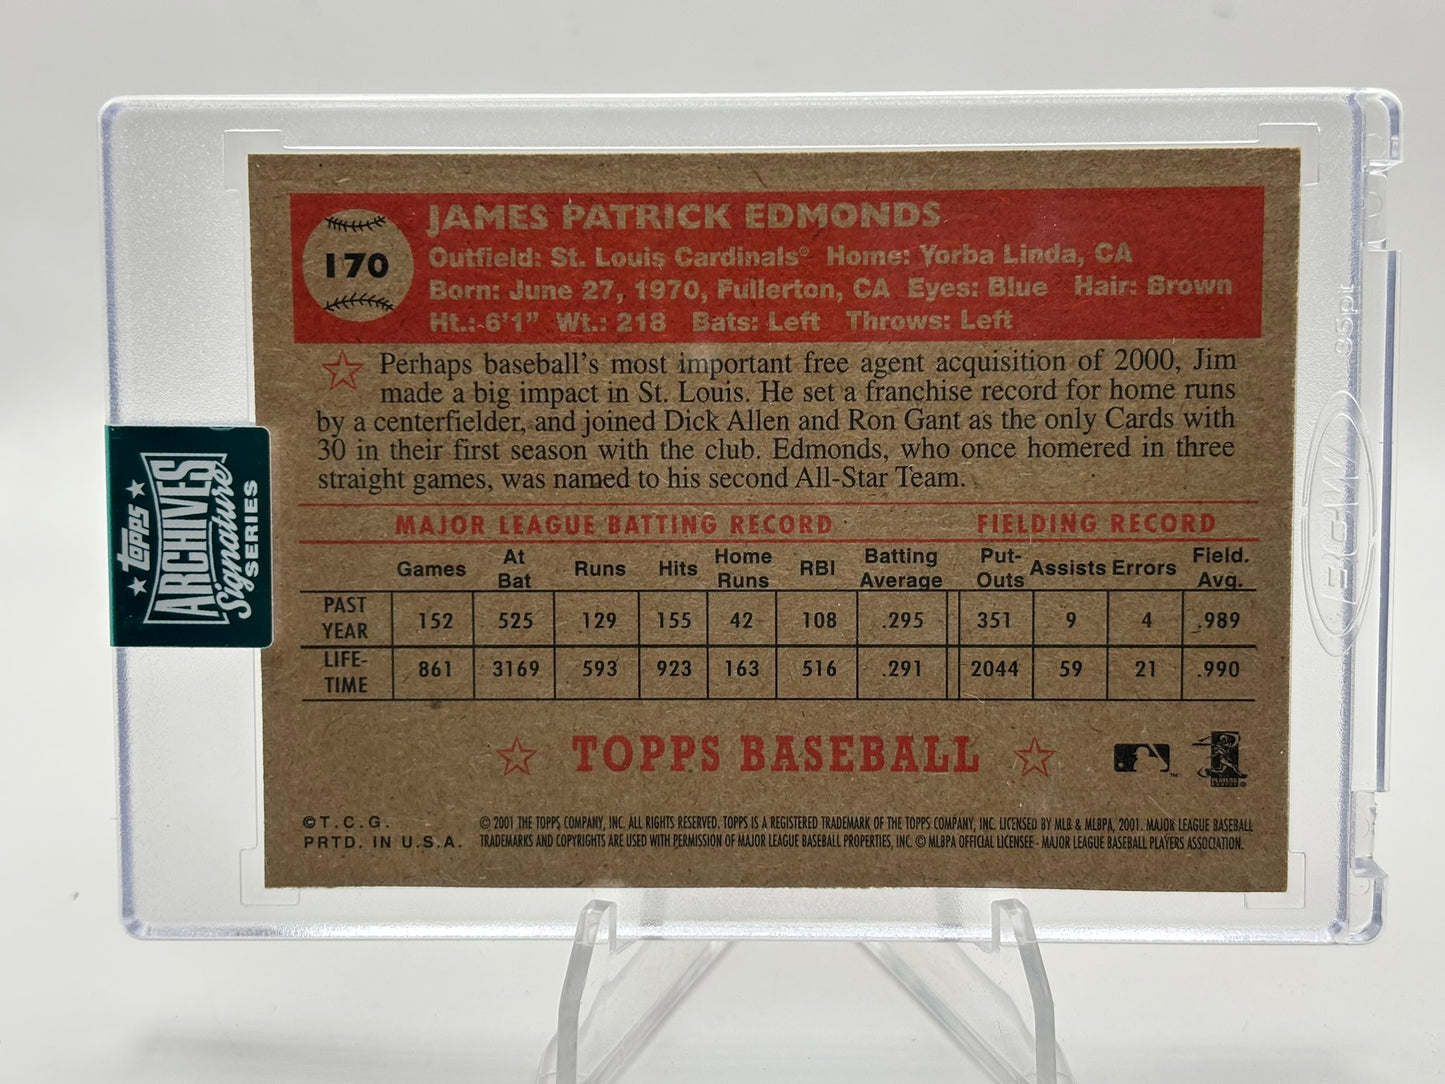 170
JAMES PATRICK EDMONDS
Outfield: St. Louis Cardinals® Home: Yorba Linda, CA
Born: June 27, 1970, Fullerton, CA Eyes: Blue Hair: Brown
Ht.: 6'1" Wt.: 218 Bats: Left Throws: Left
Perhaps baseball's most important free agent acquisition of 2000, Jim
made a big impact in St. Louis. He set a franchise record for home runs
by a centerfielder, and joined Dick Allen and Ron Gant as the only Cards with
30 in their first season with the club. Edmonds, who once homered in three
straight games, was named to his second All-Star Team.
MAJOR LEAGUE BATTING RECORD FIELDING RECORD
Games At Bat Runs Hits Home Runs RBI Batting Average Put-Outs Assists Errors Field. Avg.
PAST YEAR 152 525 129 155 42 108 .295 351 9 4 .989
LIFE-TIME 861 3169 593 923 163 516 .291 2044 59 21 .990
TOPPS BASEBALL
©T.C.G.
PRTD. IN U.S.A.
© 2001 THE TOPPS COMPANY, INC. ALL RIGHTS RESERVED. TOPPS IS A REGISTERED TRADEMARK OF THE TOPPS COMPANY, INC. LICENSED BY MLB & MLBPA, 2001. MAJOR LEAGUE BASEBALL
TRADEMARKS AND COPYRIGHTS ARE USED WITH PERMISSION OF MAJOR LEAGUE BASEBALL PROPERTIES, INC. © MLBPA OFFICIAL LICENSEE - MAJOR LEAGUE BASEBALL PLAYERS ASSOCIATION.
topps
ARCHIVES
Signature
SERIES
35pt